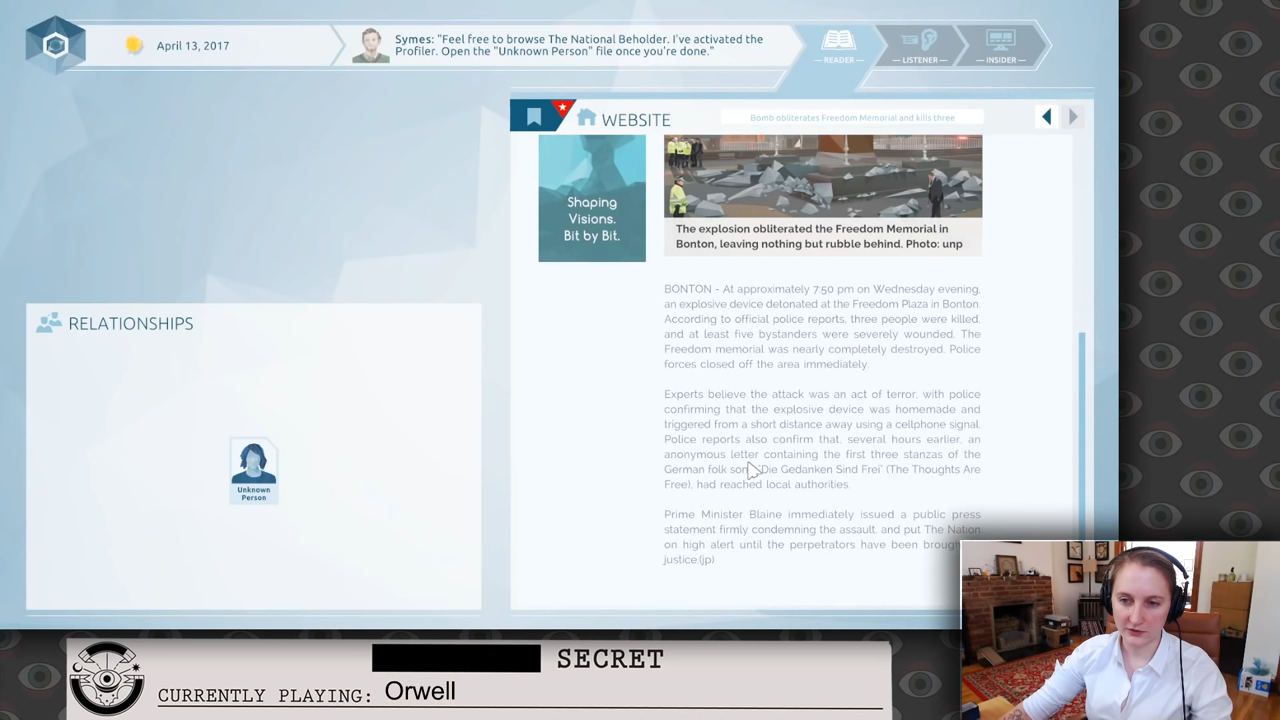 April 13, 2017
Symes: "Feel free to browse The National Beholder. I've activated the
Profiler. Open the "Unknown Person" file once you're done."
— READER —
— LISTENER —
— INSIDER —
WEBSITE
Bomb obliterates Freedom Memorial and kills three
Shaping
Visions.
Bit by Bit.
The explosion obliterated the Freedom Memorial in
Bonton, leaving nothing but rubble behind. Photo: unp
BONTON - At approximately 7.50 pm on Wednesday evening,
an explosive device detonated at the Freedom Plaza in Bonton.
According to official police reports, three people were killed,
and at least five bystanders were severely wounded. The
Freedom memorial was nearly completely destroyed. Police
forces closed off the area immediately.
Experts believe the attack was an act of terror, with police
confirming that the explosive device was homemade and
triggered from a short distance away using a cellphone signal.
Police reports also confirm that, several hours earlier, an
anonymous letter containing the first three stanzas of the
German folk son "Die Gedanken Sind Frei" (The Thoughts Are
Free), had reached local authorities.
Prime Minister Blaine immediately issued a public press
statement firmly condemning the assault, and put The Nation
on high alert until the perpetrators have been broug
justice.(jp)
RELATIONSHIPS
Unknown
Person
SECRET
CURRENTLY PLAYING: Orwell